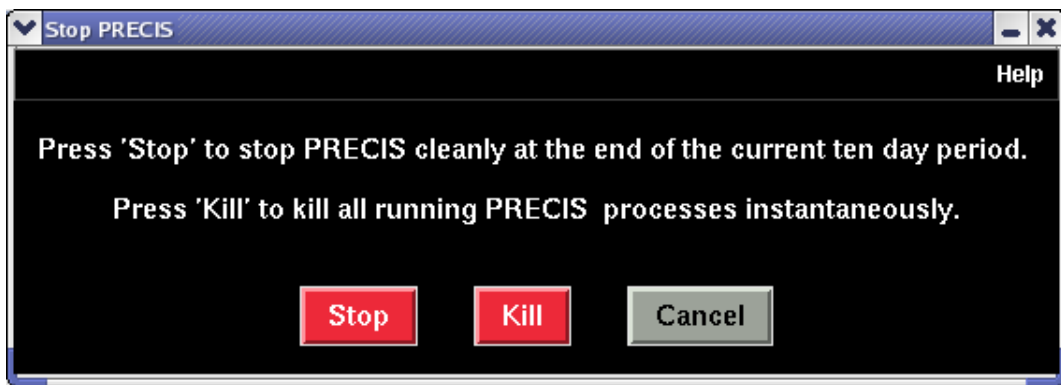 Stop PRECIS
Help
Press 'Stop' to stop PRECIS cleanly at the end of the current ten day period.
Press 'Kill' to kill all running PRECIS processes instantaneously.
Stop Kill Cancel